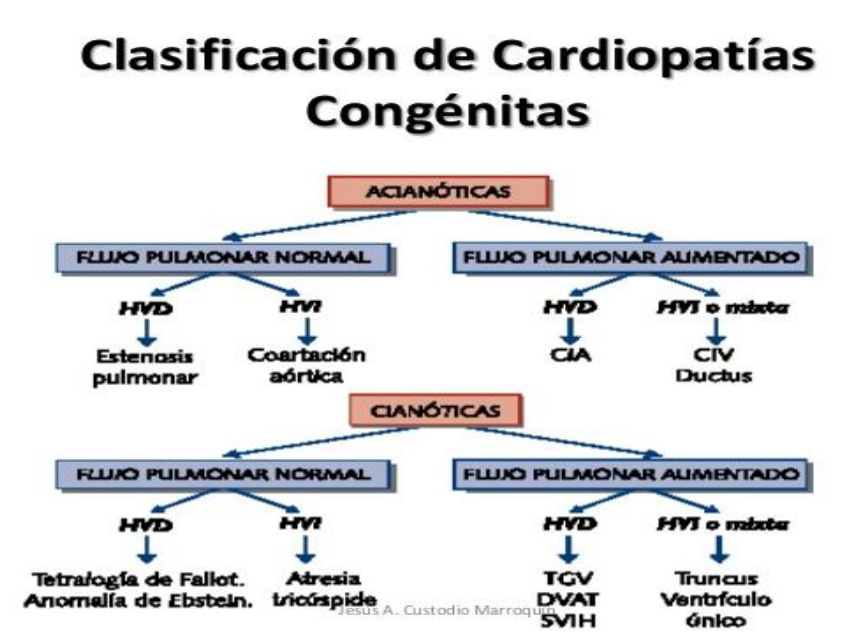 Clasificación de Cardiopatías
Congénitas
ACIANÓTICAS
FLUJO PULMONAR NORMAL
FLUJO PULMONAR AUMENTADO
HVD
HVI
HVD
HVI o mixta
Estenosis
pulmonar
Coartación
aórtica
CIA
CIV
Ductus
CIANÓTICAS
FLUJO PULMONAR NORMAL
FLUJO PULMONAR AUMENTADO
HVD
HVI
HVD
HVI o mixta
Tetralogía de Fallot.
Anomalía de Ebstein.
Atresia
tricúspide
TGV
DVAT
SVIH
Truncus
Ventrículo
único
Jesus A. Custodio Marroquin